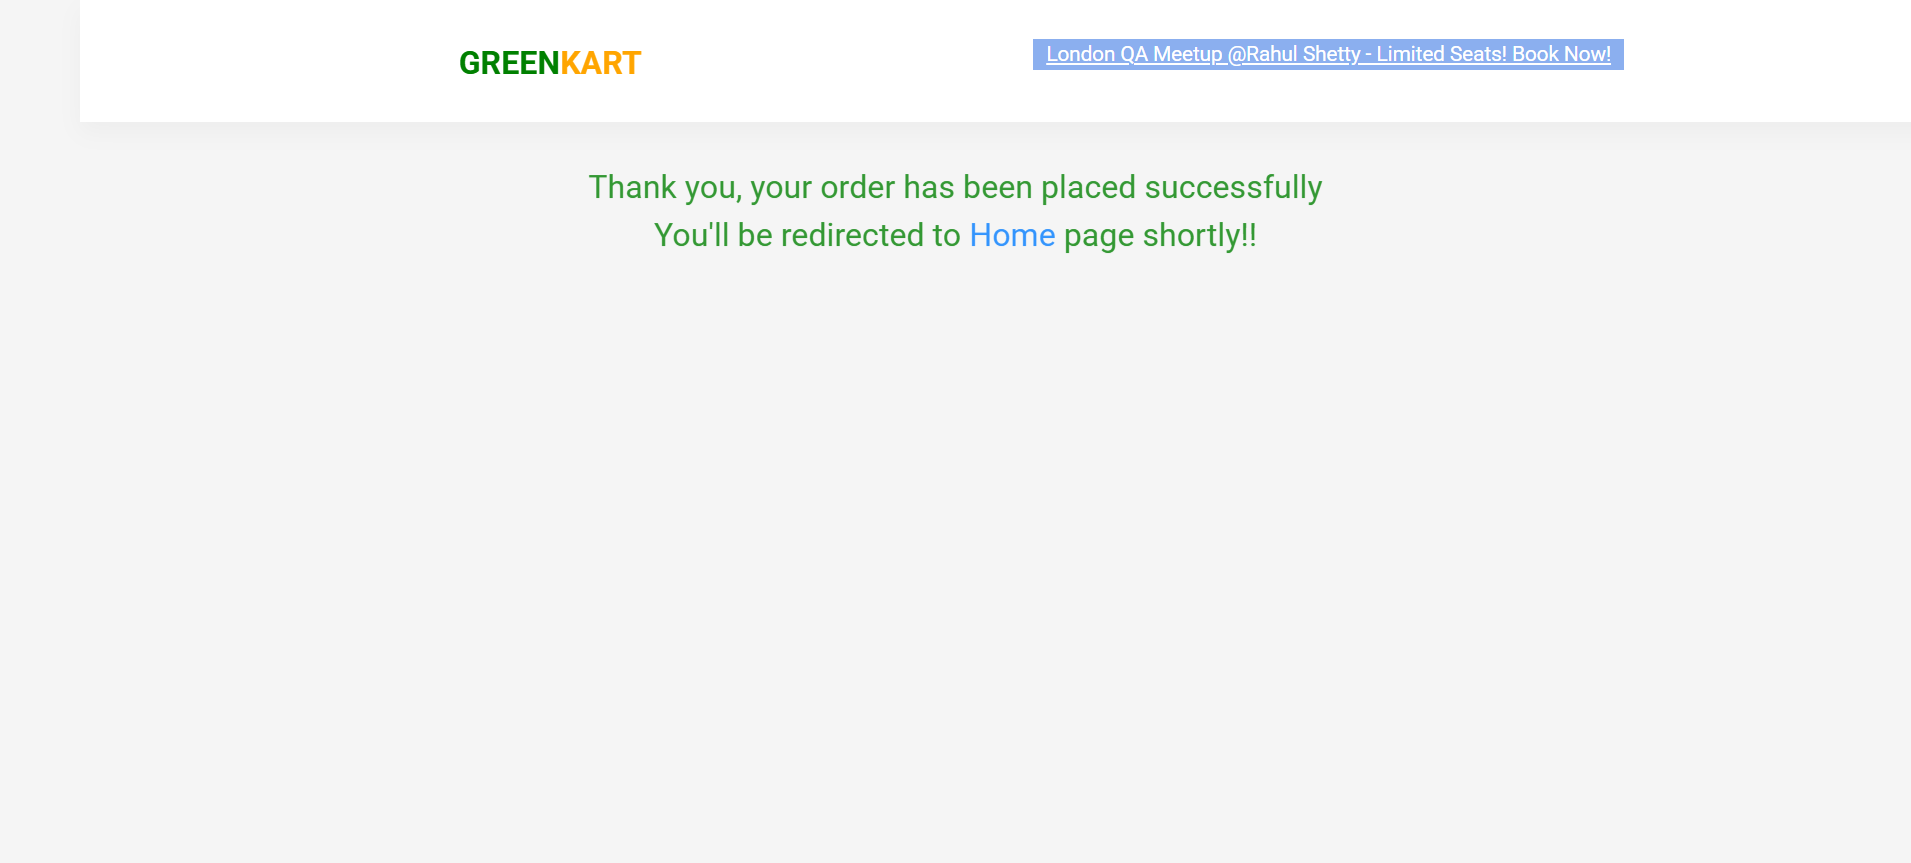 GREENKART
London QA Meetup @Rahul Shetty - Limited Seats! Book Now!
Thank you, your order has been placed successfully
You'll be redirected to Home page shortly!!